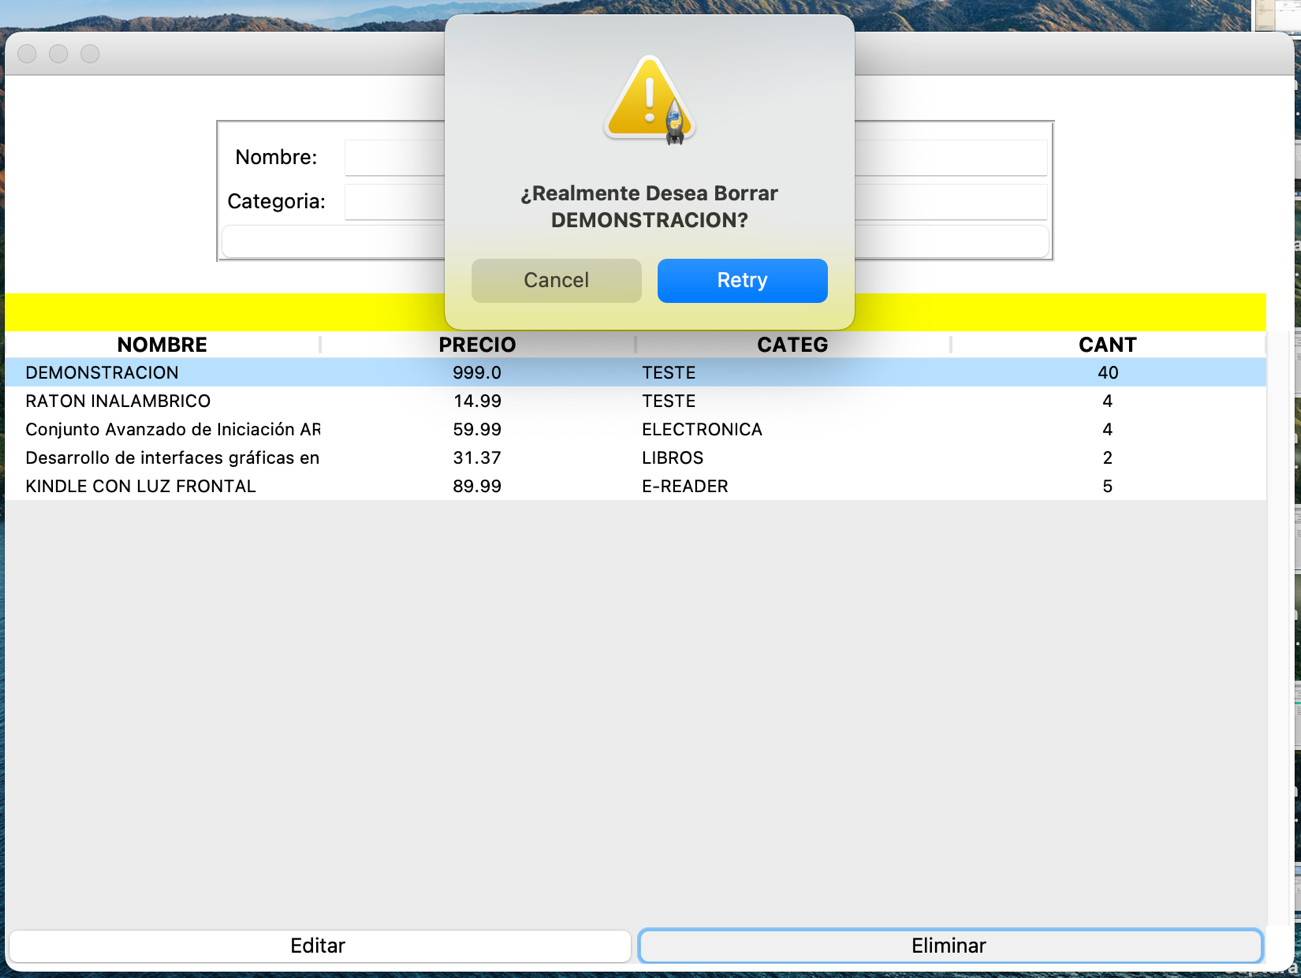 ¿Realmente Desea Borrar
DEMONSTRACION?
Cancel Retry
Nombre:
Categoria:
NOMBRE PRECIO CATEG CANT
DEMONSTRACION 999.0 TESTE 40
RATON INALAMBRICO 14.99 TESTE 4
Conjunto Avanzado de Iniciación AR 59.99 ELECTRONICA 4
Desarrollo de interfaces gráficas en 31.37 LIBROS 2
KINDLE CON LUZ FRONTAL 89.99 E-READER 5
Editar Eliminar